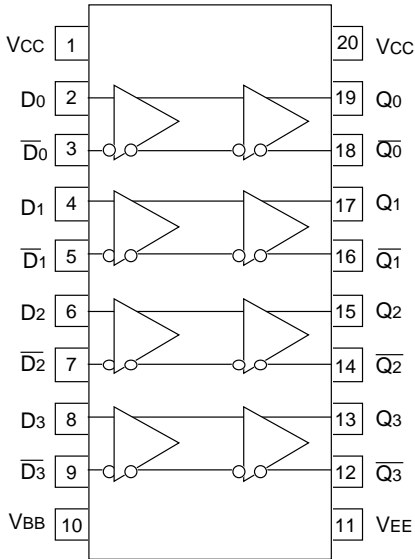 VCC 1 20 VCC
D0 2 19 Q0
D̅0̅ 3 18 Q̅0̅
D1 4 17 Q1
D̅1̅ 5 16 Q̅1̅
D2 6 15 Q2
D̅2̅ 7 14 Q̅2̅
D3 8 13 Q3
D̅3̅ 9 12 Q̅3̅
VBB 10 11 VEE